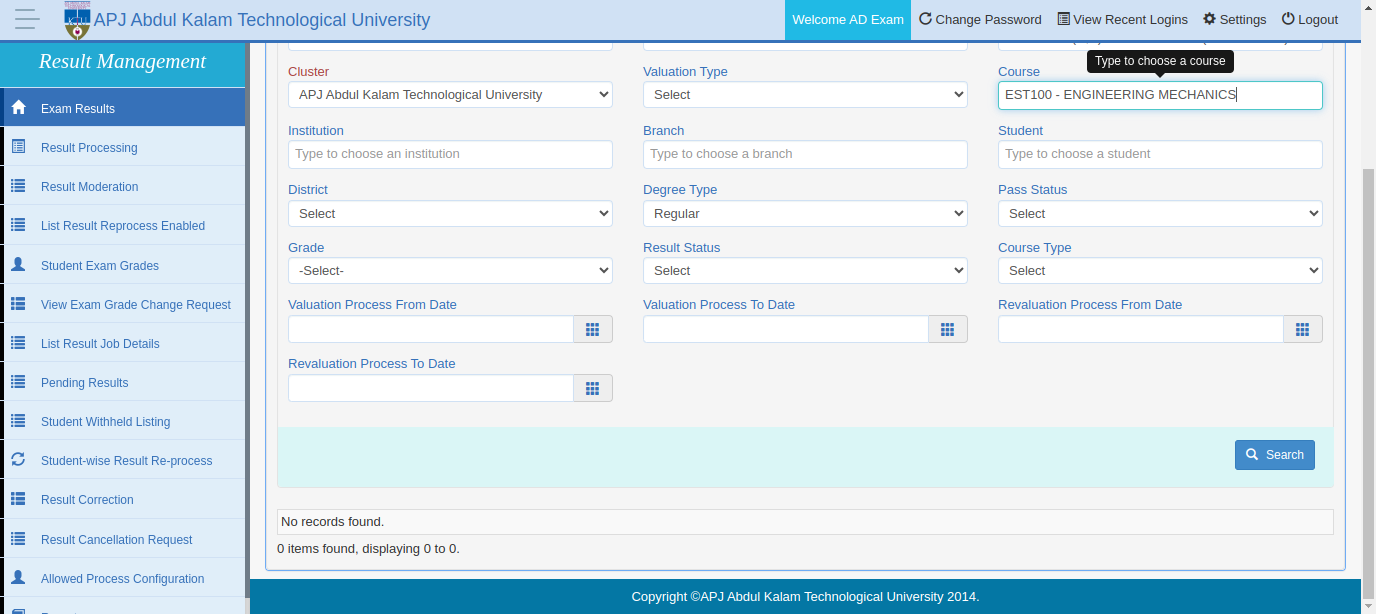 APJ Abdul Kalam Technological University
Welcome AD Exam
Change Password
View Recent Logins
Settings
Logout
Result Management
Exam Results
Result Processing
Result Moderation
List Result Reprocess Enabled
Student Exam Grades
View Exam Grade Change Request
List Result Job Details
Pending Results
Student Withheld Listing
Student-wise Result Re-process
Result Correction
Result Cancellation Request
Allowed Process Configuration
Type to choose a course
Cluster
Valuation Type
Course
APJ Abdul Kalam Technological University
Select
EST100 - ENGINEERING MECHANICS
Institution
Branch
Student
Type to choose an institution
Type to choose a branch
Type to choose a student
District
Degree Type
Pass Status
Select
Regular
Select
Grade
Result Status
Course Type
-Select-
Select
Select
Valuation Process From Date
Valuation Process To Date
Revaluation Process From Date
Revaluation Process To Date
Search
No records found.
0 items found, displaying 0 to 0.
Copyright ©APJ Abdul Kalam Technological University 2014.